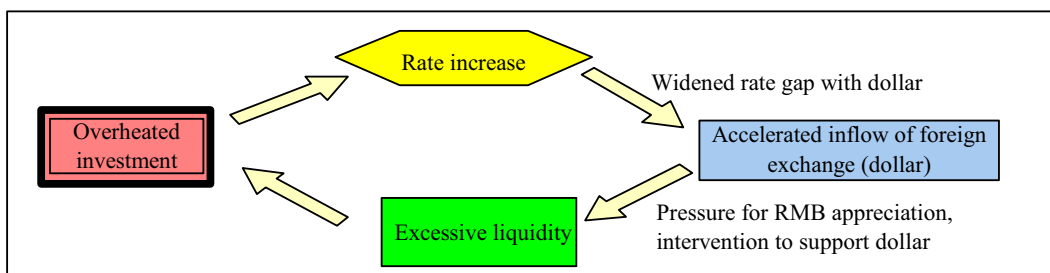 Rate increase
Widened rate gap with dollar
Overheated
investment
Accelerated inflow of foreign
exchange (dollar)
Excessive liquidity
Pressure for RMB appreciation,
intervention to support dollar